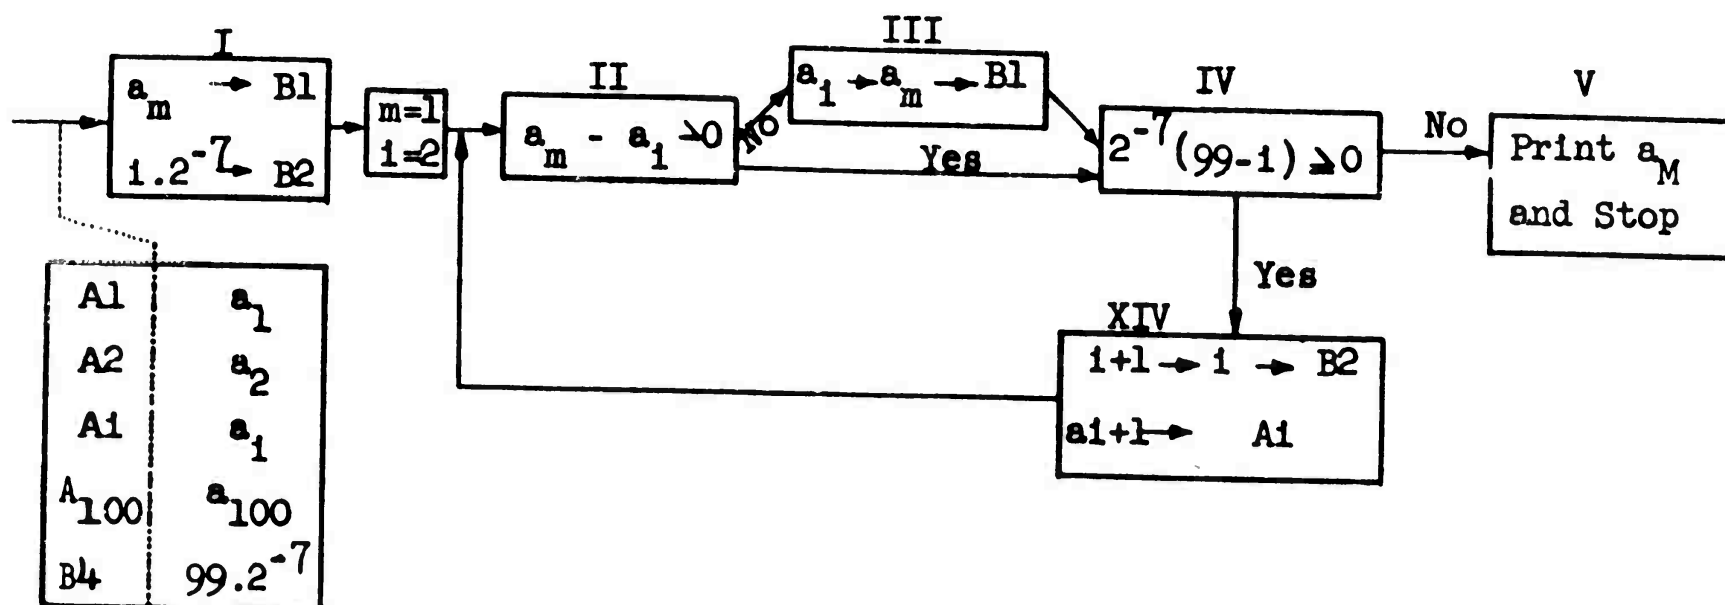 I
a_m → B1
i.2^-7 → B2
m=1
i=2
II
a_m - a_i ≥0
No
Yes
III
a_i → a_m → B1
IV
2^-7(99-i) ≥0
No
Yes
V
Print a_M
and Stop
XIV
i+1 → i → B2
ai+1 → Ai
A1 a_1
A2 a_2
Ai a_i
A_100 a_100
B4 99.2^-7